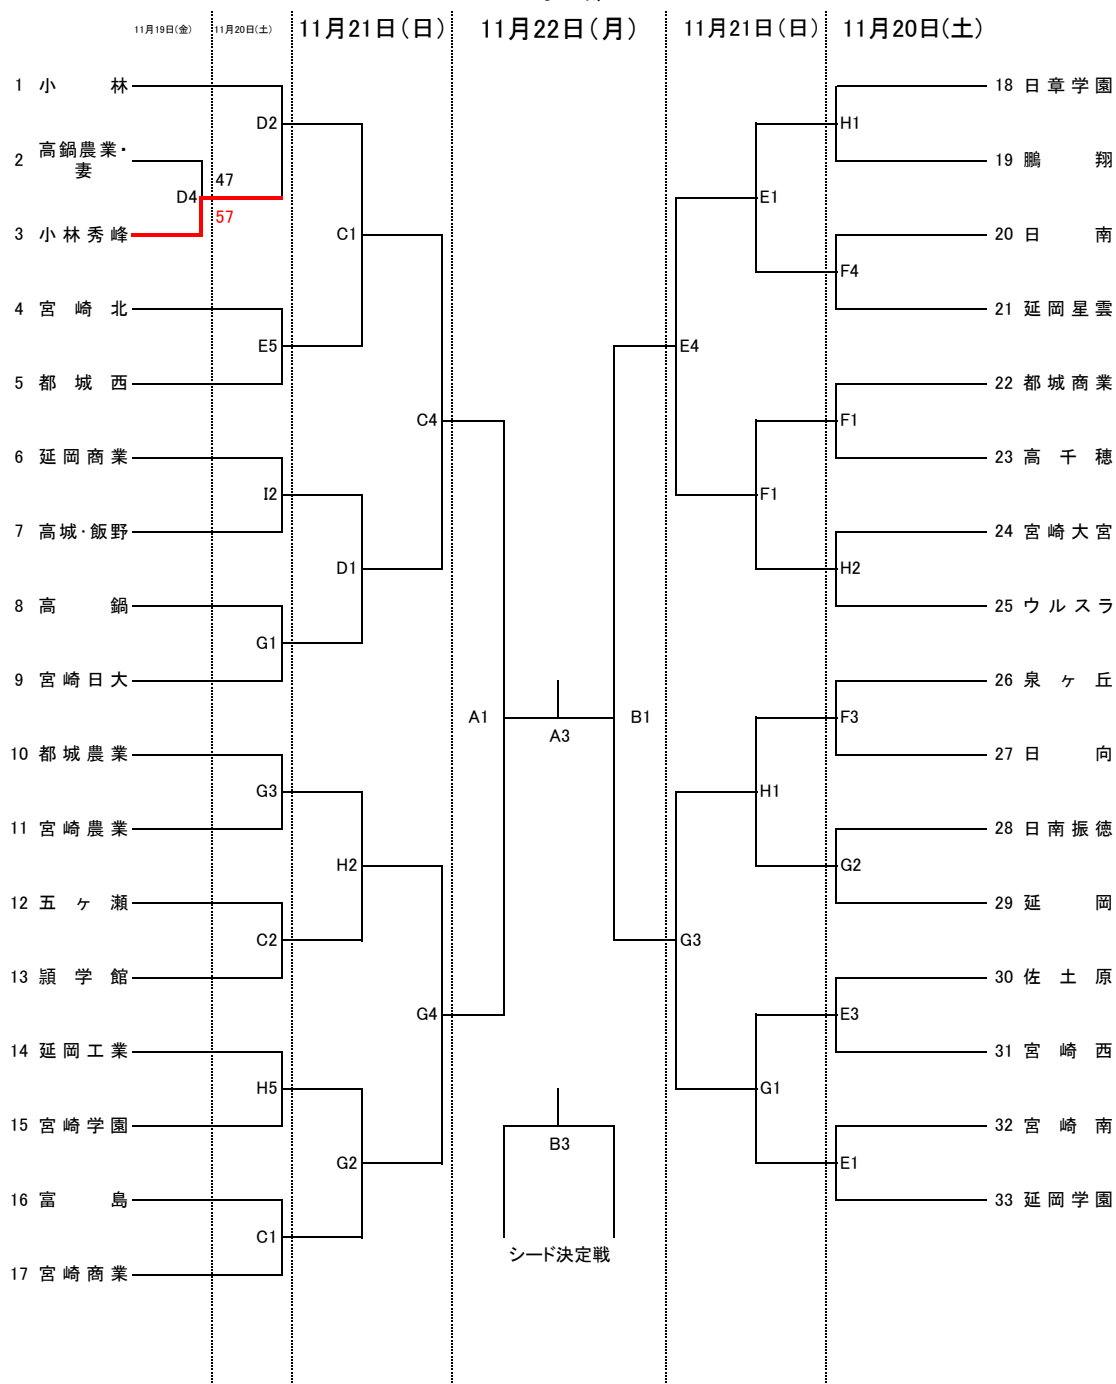 11月19日(金) 11月20日(土) 11月21日(日) 11月22日(月) 11月21日(日) 11月20日(土)
1 小林
D2
2 高鍋農業・妻
D4
47
57
3 小林秀峰
C1
4 宮崎北
E5
5 都城西
C4
6 延岡商業
I2
7 高城・飯野
D1
8 高鍋
G1
9 宮崎日大
A1
10 都城農業
G3
11 宮崎農業
H2
12 五ヶ瀬
C2
13 頴学館
G4
14 延岡工業
H5
15 宮崎学園
G2
16 富島
C1
17 宮崎商業
A3
B1
B3
シード決定戦
18 日章学園
H1
19 鵬翔
E1
20 日南
F4
21 延岡星雲
E4
22 都城商業
F1
23 高千穂
F1
24 宮崎大宮
H2
25 ウルスラ
26 泉ヶ丘
F3
27 日向
H1
28 日南振徳
G2
29 延岡
G3
30 佐土原
E3
31 宮崎西
G1
32 宮崎南
E1
33 延岡学園